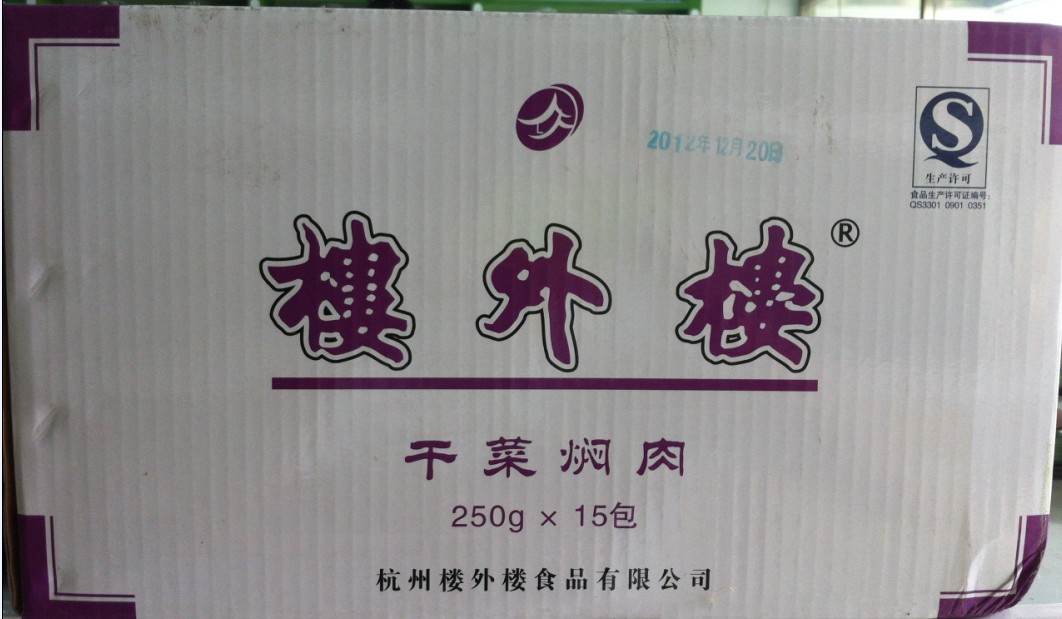 2012年12月20日
生产许可
食品生产许可证编号:
QS3301 0901 0351
樓外樓®
干菜焖肉
250g × 15包
杭州楼外楼食品有限公司